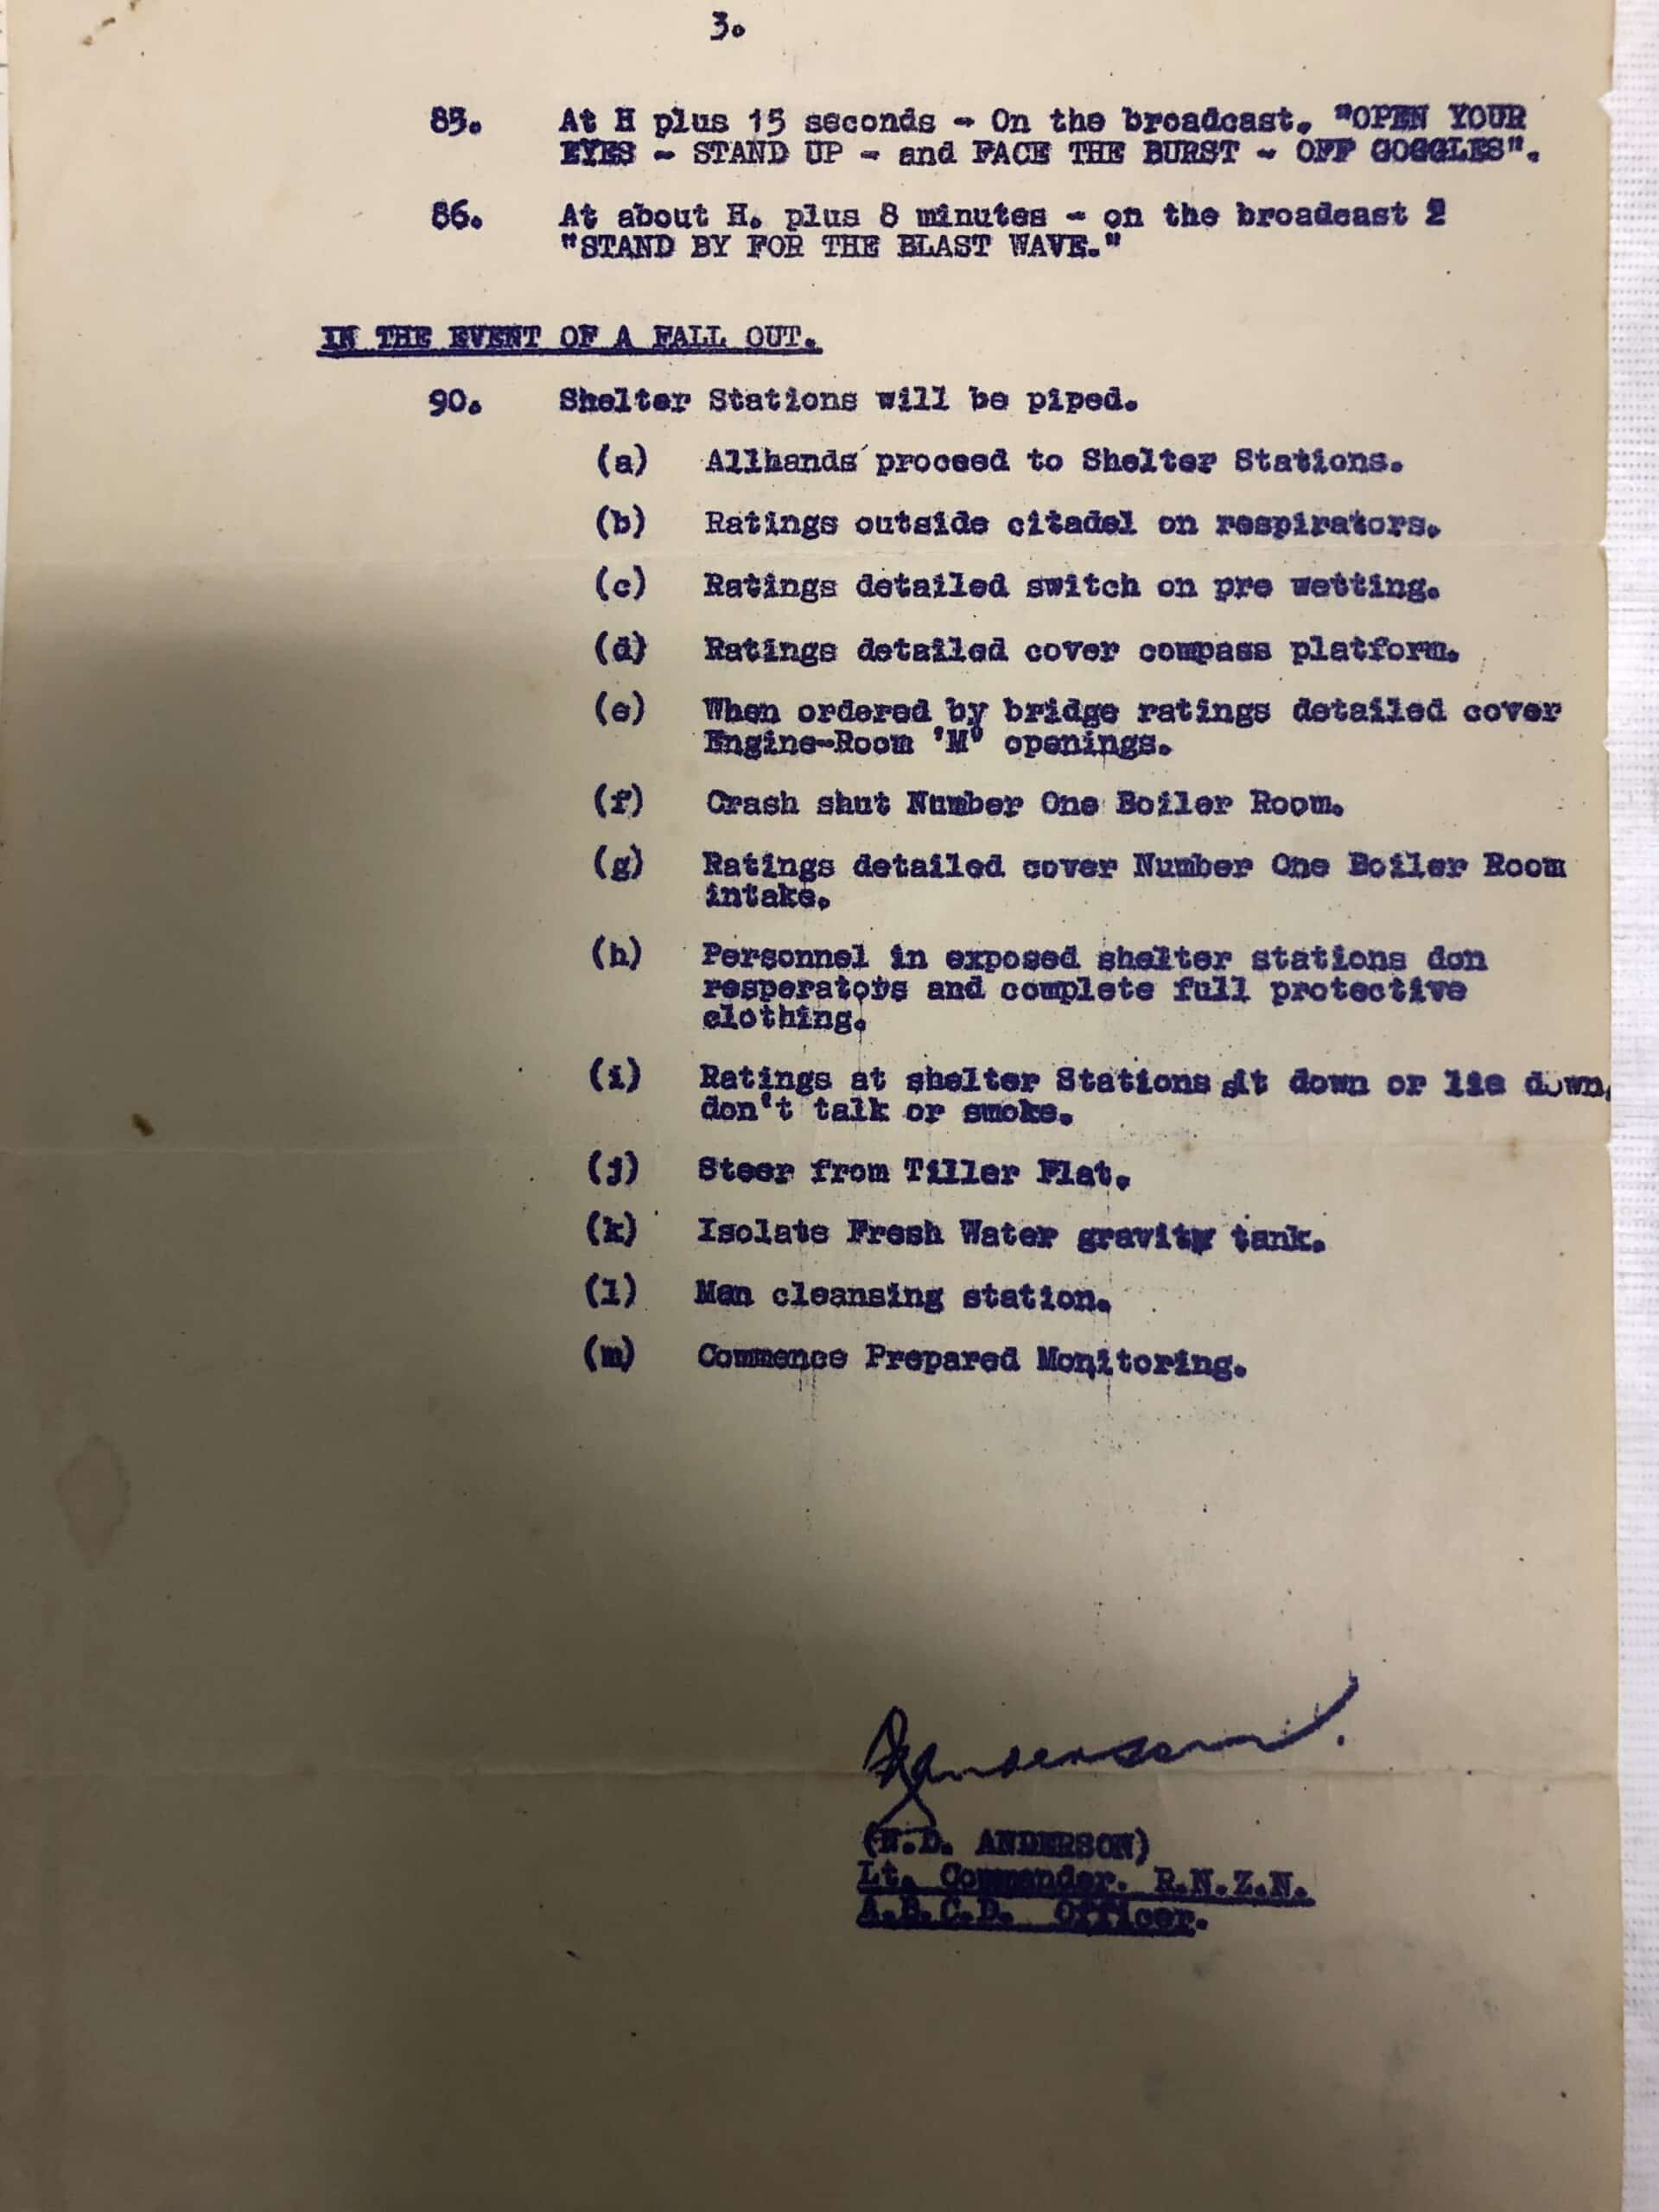 3.
85. At H plus 15 seconds - On the broadcast. "OPEN YOUR
EYES - STAND UP - and FACE THE BURST - OFF GOGGLES".
86. At about H. plus 8 minutes - on the broadcast
"STAND BY FOR THE BLAST WAVE."
IN THE EVENT OF A FALL OUT.
90. Shelter Stations will be piped.
(a) Allhands proceed to Shelter Stations.
(b) Ratings outside citadel on respirators.
(c) Ratings detailed switch on pre wetting.
(d) Ratings detailed cover compass platform.
(e) When ordered by bridge ratings detailed cover
Engine-Room 'M' openings.
(f) Crash shut Number One Boiler Room.
(g) Ratings detailed cover Number One Boiler Room
intake.
(h) Personnel in exposed shelter stations don
resperators and complete full protective
clothing.
(i) Ratings at shelter Stations sit down or lie down,
don't talk or smoke.
(j) Steer from Tiller Flat.
(k) Isolate Fresh Water gravity tank.
(l) Man cleansing station.
(m) Commence Prepared Monitoring.
Anderson.
ANDERSON)
Lt. Commander. R.N.Z.N.
A.B.C.D. Officer.